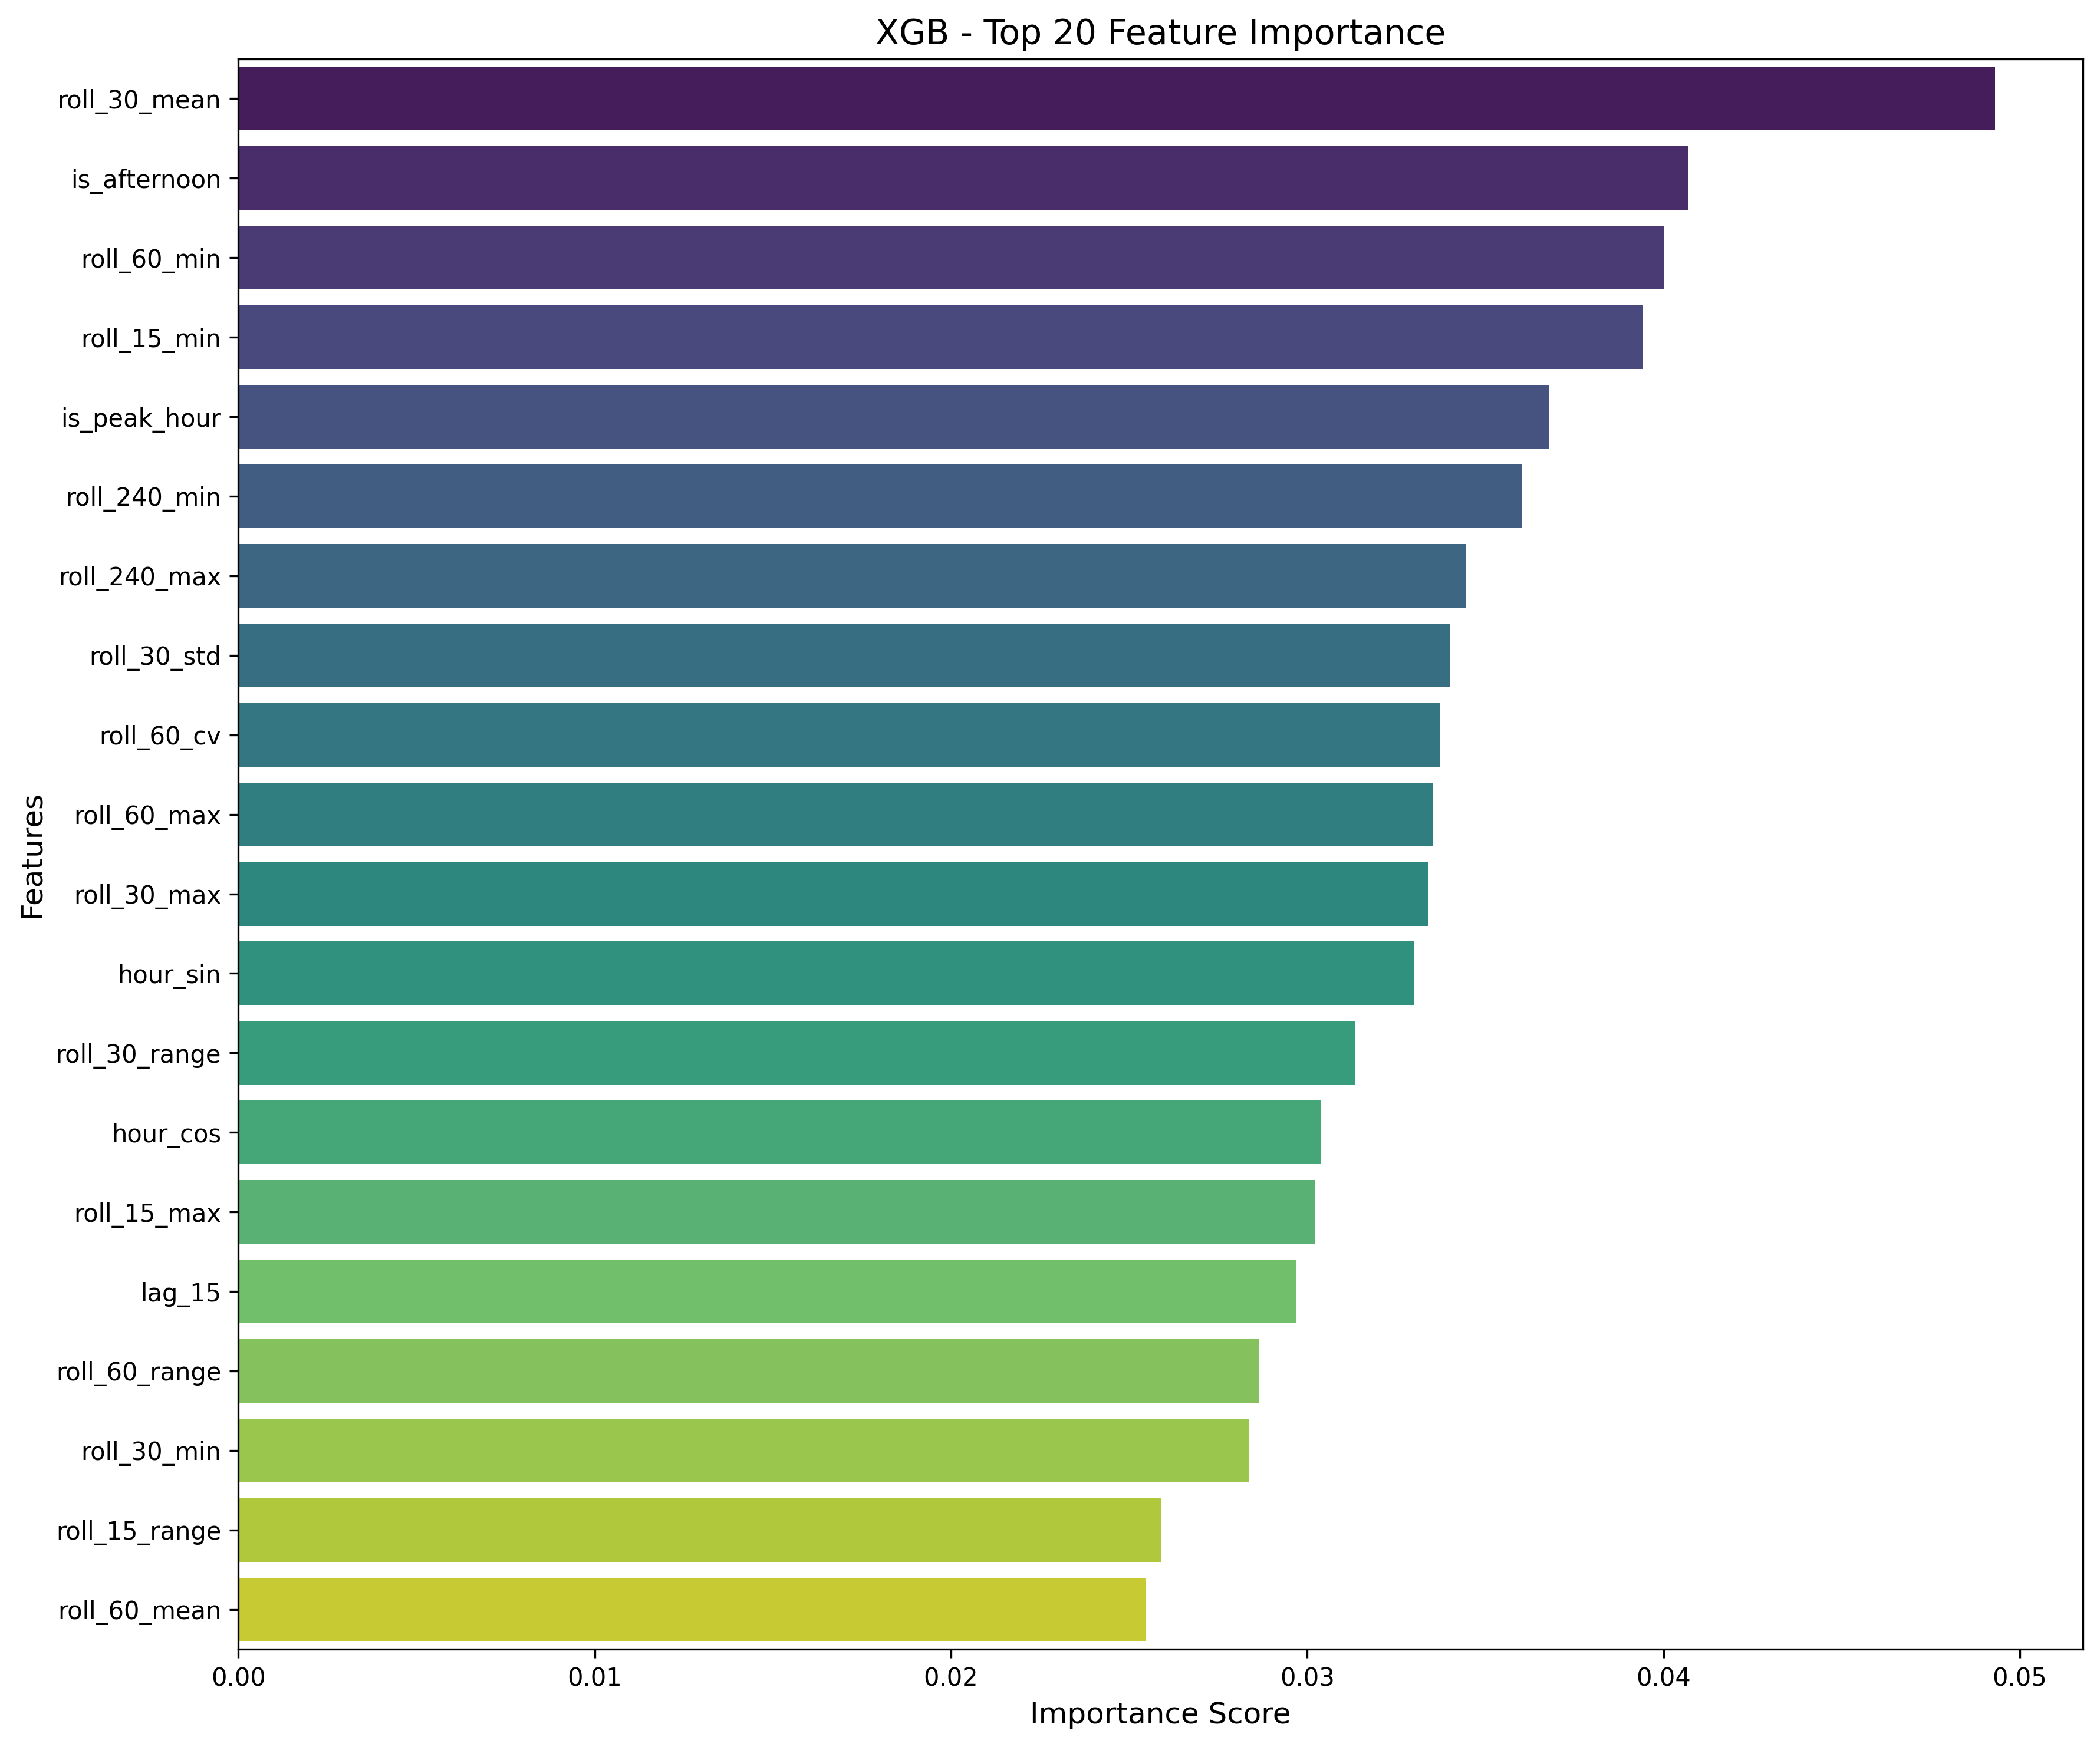 XGB - Top 20 Feature Importance
roll_30_mean
is_afternoon
roll_60_min
roll_15_min
is_peak_hour
roll_240_min
roll_240_max
roll_30_std
roll_60_cv
roll_60_max
roll_30_max
hour_sin
roll_30_range
hour_cos
roll_15_max
lag_15
roll_60_range
roll_30_min
roll_15_range
roll_60_mean
Features
0.00 0.01 0.02 0.03 0.04 0.05
Importance Score